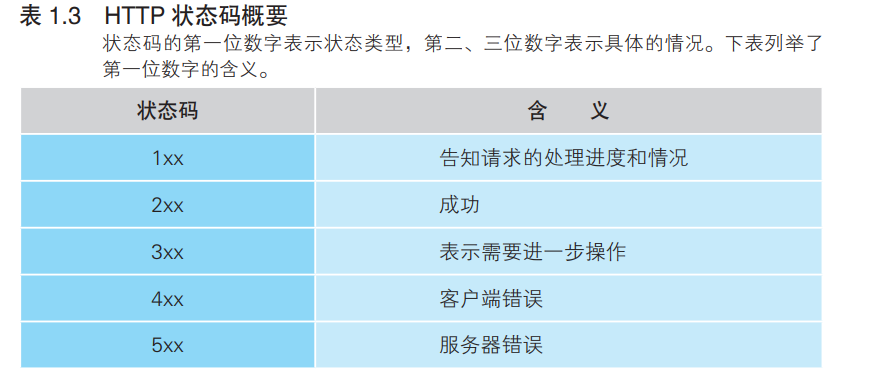 表 1.3 HTTP 状态码概要
状态码的第一位数字表示状态类型，第二、三位数字表示具体的情况。下表列举了
第一位数字的含义。
状态码 含 义
1xx 告知请求的处理进度和情况
2xx 成功
3xx 表示需要进一步操作
4xx 客户端错误
5xx 服务器错误